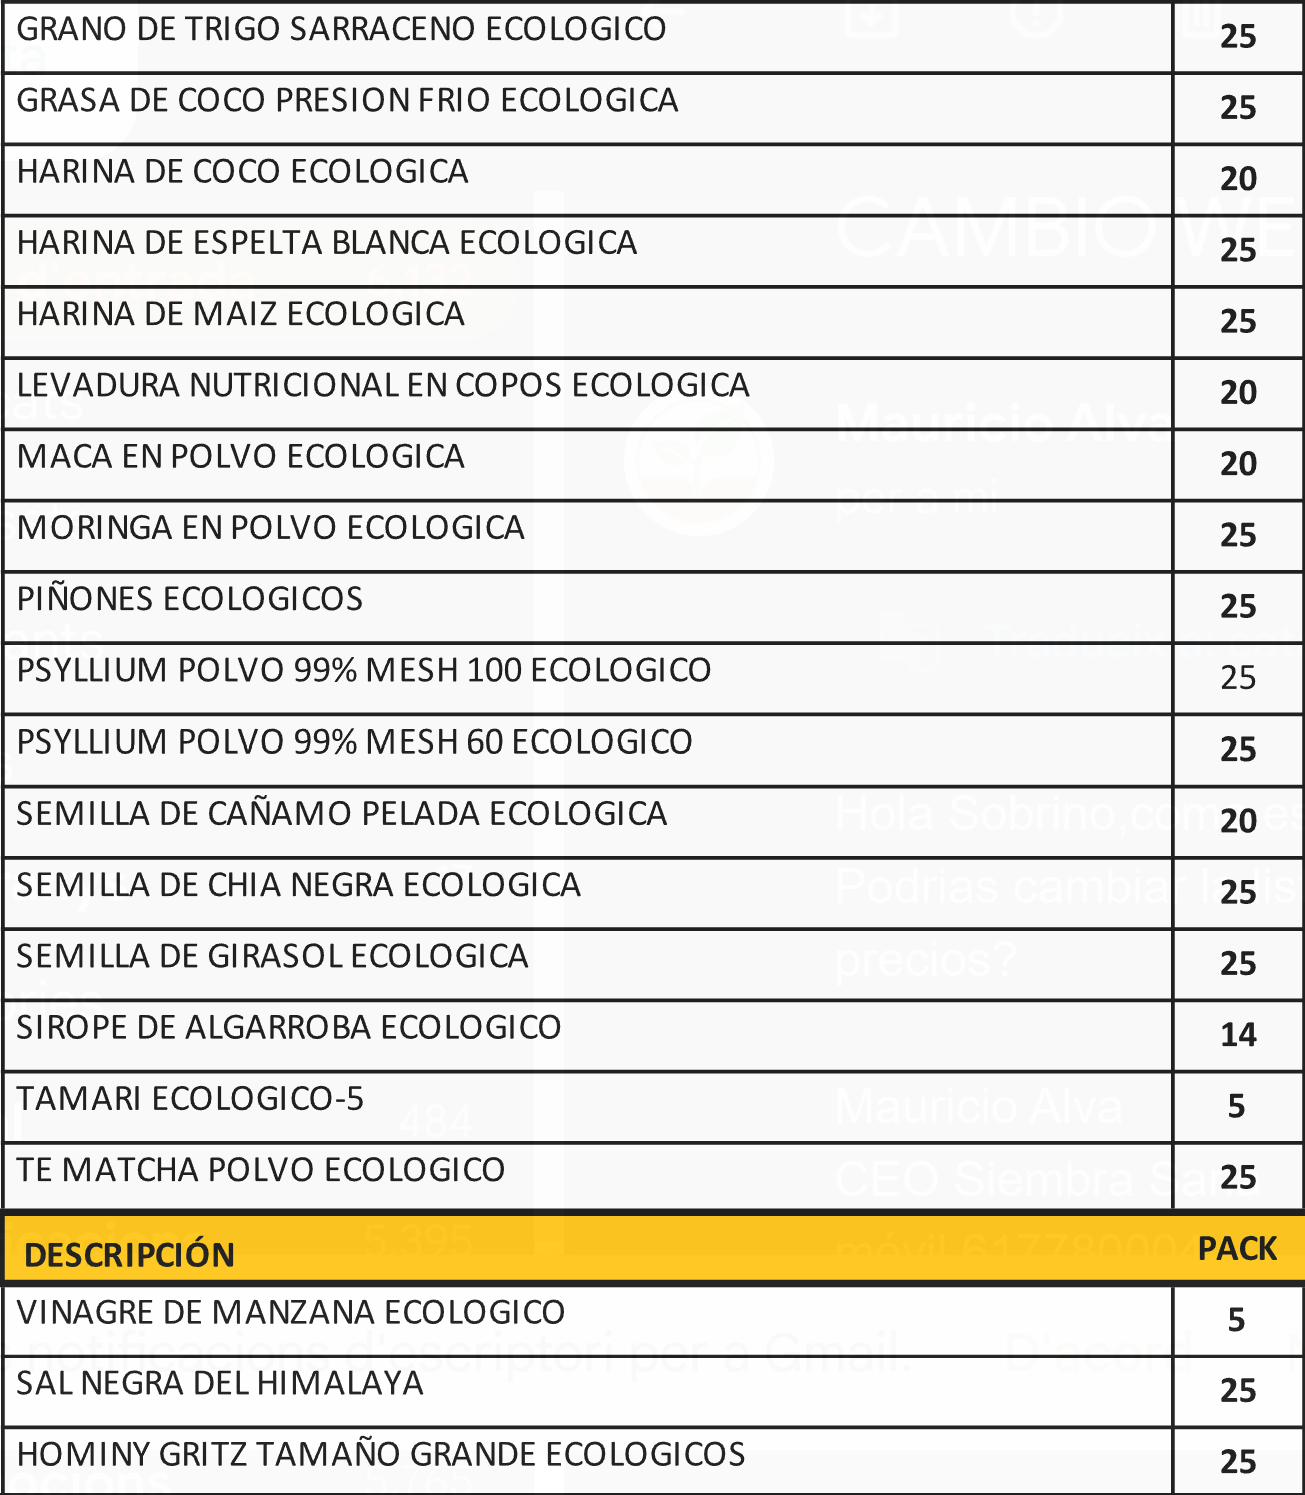 GRANO DE TRIGO SARRACENO ECOLOGICO 25
GRASA DE COCO PRESION FRIO ECOLOGICA 25
HARINA DE COCO ECOLOGICA 20
HARINA DE ESPELTA BLANCA ECOLOGICA 25
HARINA DE MAIZ ECOLOGICA 25
LEVADURA NUTRICIONAL EN COPOS ECOLOGICA 20
MACA EN POLVO ECOLOGICA 20
MORINGA EN POLVO ECOLOGICA 25
PIÑONES ECOLOGICOS 25
PSYLLIUM POLVO 99% MESH 100 ECOLOGICO 25
PSYLLIUM POLVO 99% MESH 60 ECOLOGICO 25
SEMILLA DE CAÑAMO PELADA ECOLOGICA 20
SEMILLA DE CHIA NEGRA ECOLOGICA 25
SEMILLA DE GIRASOL ECOLOGICA 25
SIROPE DE ALGARROBA ECOLOGICO 14
TAMARI ECOLOGICO-5 5
TE MATCHA POLVO ECOLOGICO 25
DESCRIPCIÓN PACK
VINAGRE DE MANZANA ECOLOGICO 5
SAL NEGRA DEL HIMALAYA 25
HOMINY GRITZ TAMAÑO GRANDE ECOLOGICOS 25